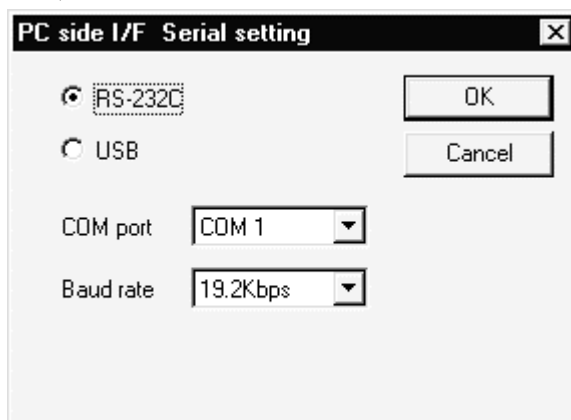 PC side I/F Serial setting
RS-232C
OK
USB
Cancel
COM port COM 1
Baud rate 19.2Kbps